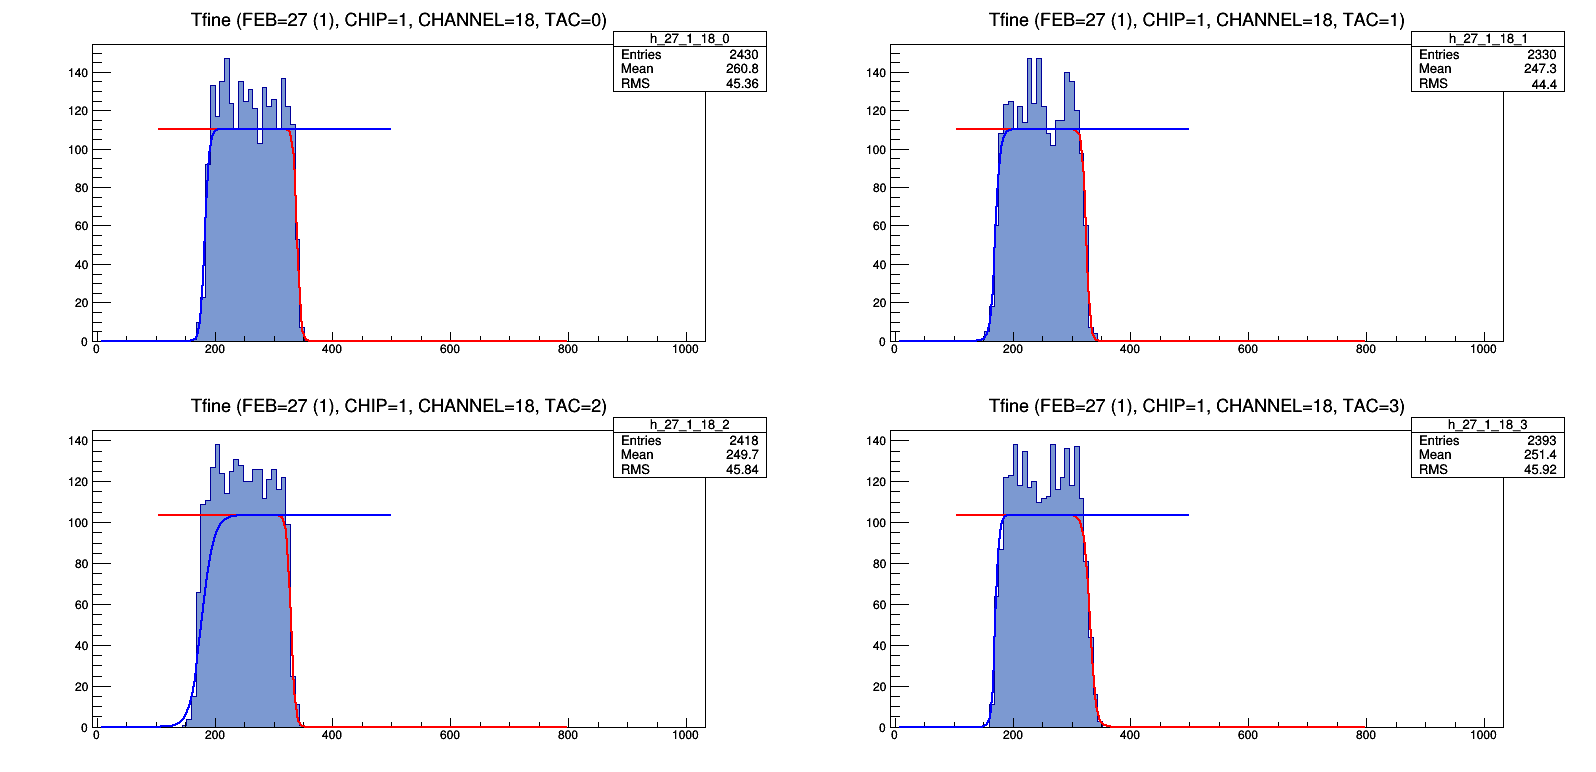 Tfine (FEB=27 (1), CHIP=1, CHANNEL=18, TAC=0)
h_27_1_18_0
Entries 2430
Mean 260.8
RMS 45.36
140
120
100
80
60
40
20
0
0 200 400 600 800 1000
Tfine (FEB=27 (1), CHIP=1, CHANNEL=18, TAC=1)
h_27_1_18_1
Entries 2330
Mean 247.3
RMS 44.4
140
120
100
80
60
40
20
0
0 200 400 600 800 1000
Tfine (FEB=27 (1), CHIP=1, CHANNEL=18, TAC=2)
h_27_1_18_2
Entries 2418
Mean 249.7
RMS 45.84
140
120
100
80
60
40
20
0
0 200 400 600 800 1000
Tfine (FEB=27 (1), CHIP=1, CHANNEL=18, TAC=3)
h_27_1_18_3
Entries 2393
Mean 251.4
RMS 45.92
140
120
100
80
60
40
20
0
0 200 400 600 800 1000